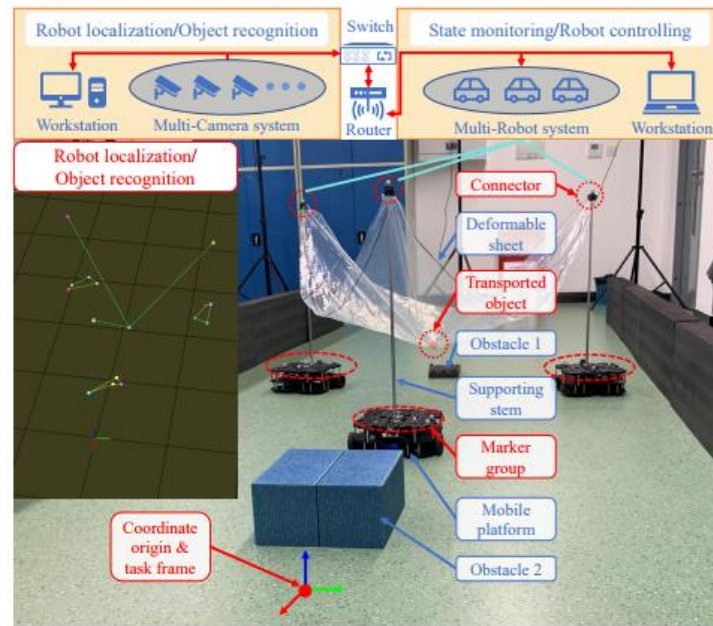 Robot localization/Object recognition
Switch
State monitoring/Robot controlling
Workstation
Multi-Camera system
Router
Multi-Robot system
Workstation
Robot localization/
Object recognition
Connector
Deformable
sheet
Transported
object
Obstacle 1
Supporting
stem
Marker
group
Mobile
platform
Coordinate
origin &
task frame
Obstacle 2